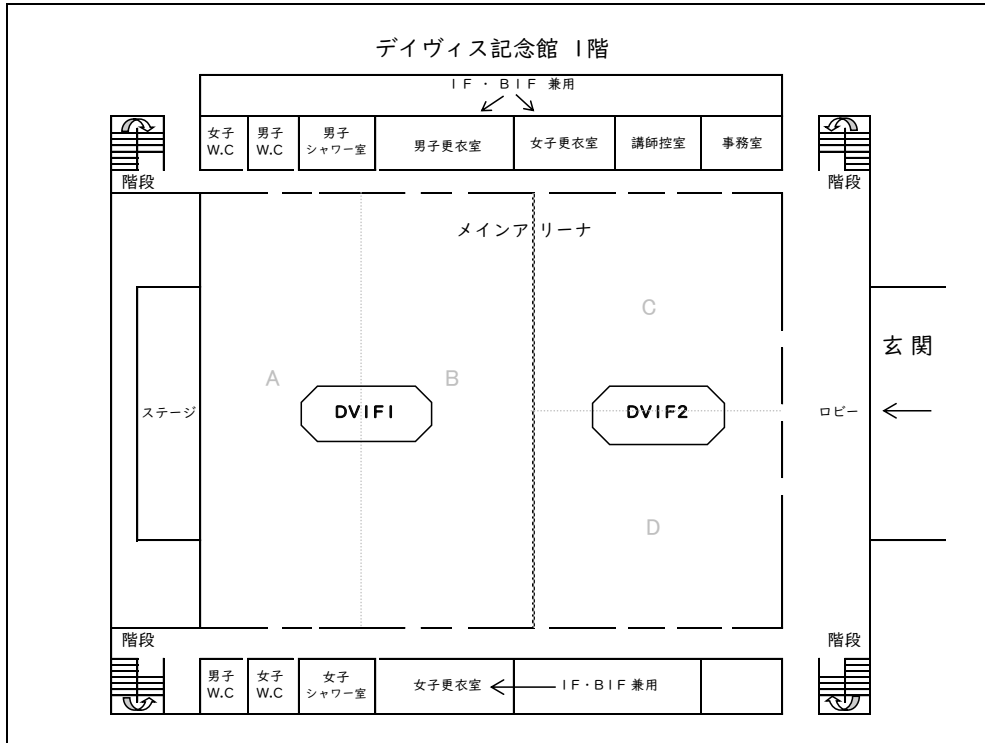 デイヴィス記念館 1階
1F・B1F 兼用
女子
W.C
男子
W.C
男子
シャワー室
男子更衣室
女子更衣室
講師控室
事務室
階段
階段
メインアリーナ
C
玄関
A
B
ステージ
DV1F1
DV1F2
ロビー
D
階段
階段
男子
W.C
女子
W.C
女子
シャワー室
女子更衣室
1F・B1F 兼用